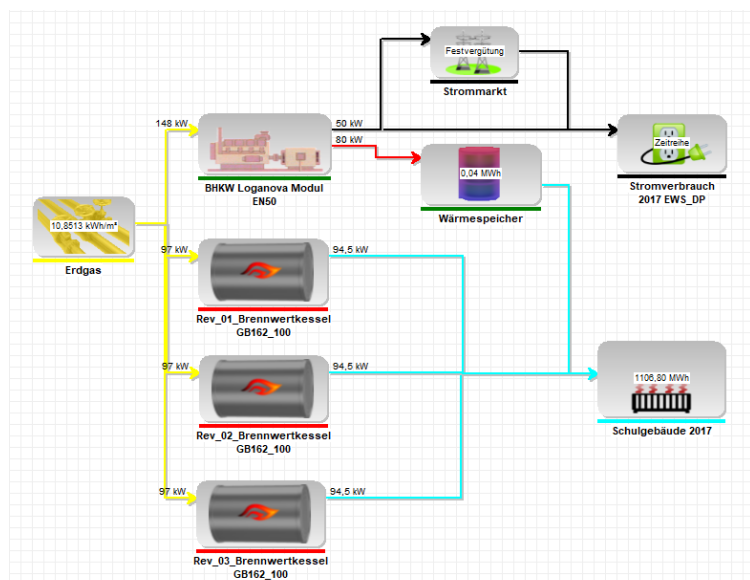 Festvergütung
Strommarkt
148 kW
50 kW
80 kW
BHKW Loganova Modul
EN50
0,04 MWh
Wärmespeicher
Zeitreihe
Stromverbrauch
2017 EWS_DP
10,8513 kWh/m³
Erdgas
97 kW
94,5 kW
Rev_01_Brennwertkessel
GB162_100
97 kW
94,5 kW
Rev_02_Brennwertkessel
GB162_100
1106,80 MWh
Schulgebäude 2017
97 kW
94,5 kW
Rev_03_Brennwertkessel
GB162_100